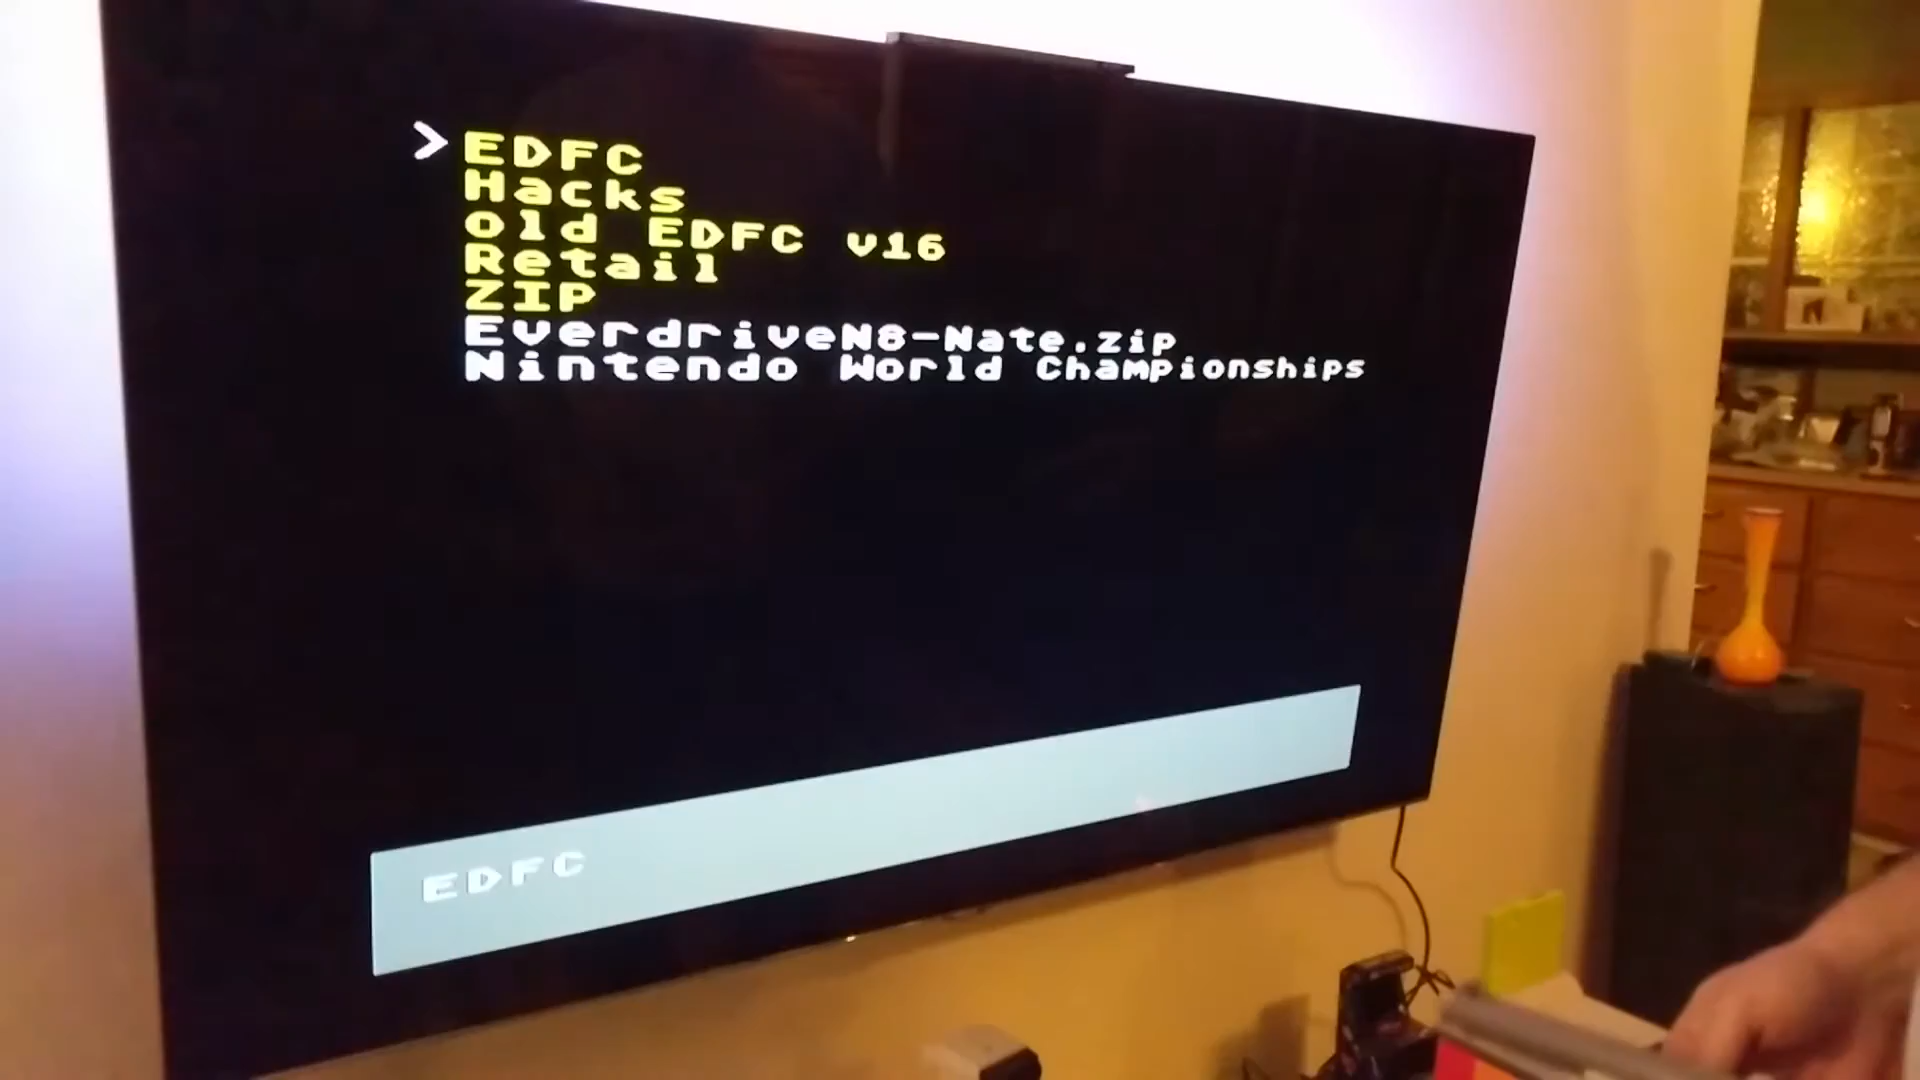 > EDFC
Hacks
old EDFC v16
Retail
ZIP
EverdriveN8-Nate.zip
Nintendo World Championships
EDFC